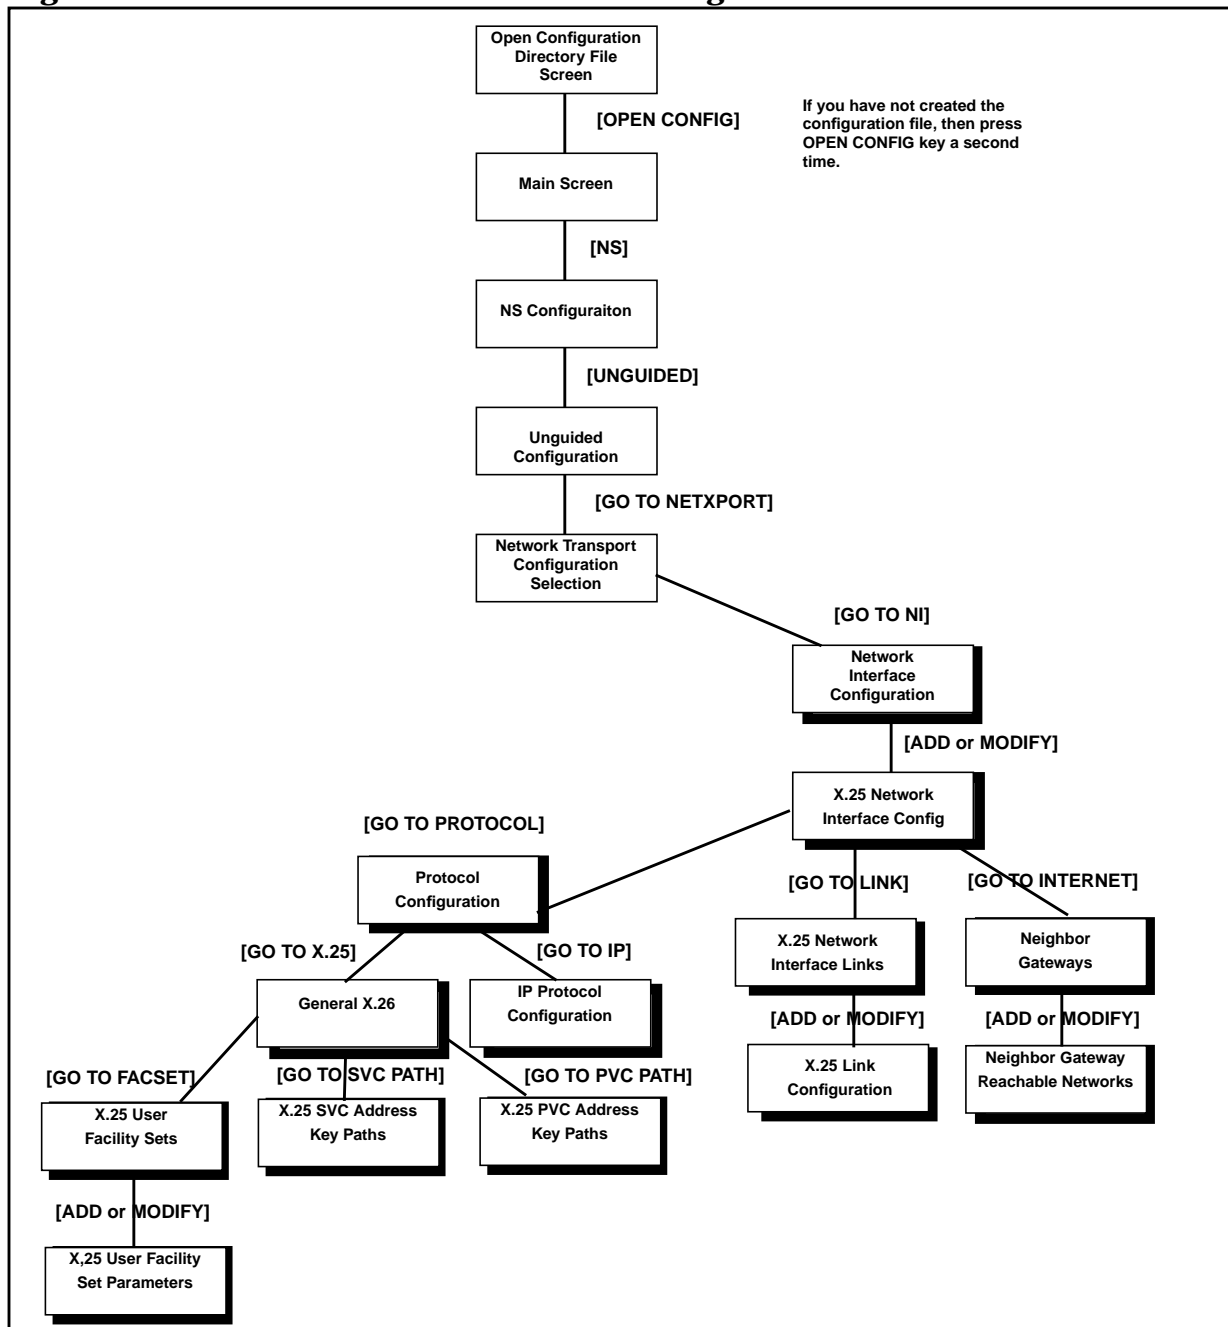 Open Configuration
Directory File
Screen
[OPEN CONFIG]
If you have not created the
configuration file, then press
OPEN CONFIG key a second
time.
Main Screen
[NS]
NS Configuraiton
[UNGUIDED]
Unguided
Configuration
[GO TO NETXPORT]
Network Transport
Configuration
Selection
[GO TO NI]
Network
Interface
Configuration
[ADD or MODIFY]
X.25 Network
Interface Config
[GO TO PROTOCOL]
Protocol
Configuration
[GO TO LINK]
[GO TO INTERNET]
X.25 Network
Interface Links
Neighbor
Gateways
[GO TO X.25]
[GO TO IP]
General X.26
IP Protocol
Configuration
[ADD or MODIFY]
[ADD or MODIFY]
X.25 Link
Configuration
Neighbor Gateway
Reachable Networks
[GO TO FACSET]
[GO TO SVC PATH]
[GO TO PVC PATH]
X.25 User
Facility Sets
X.25 SVC Address
Key Paths
X.25 PVC Address
Key Paths
[ADD or MODIFY]
X,25 User Facility
Set Parameters